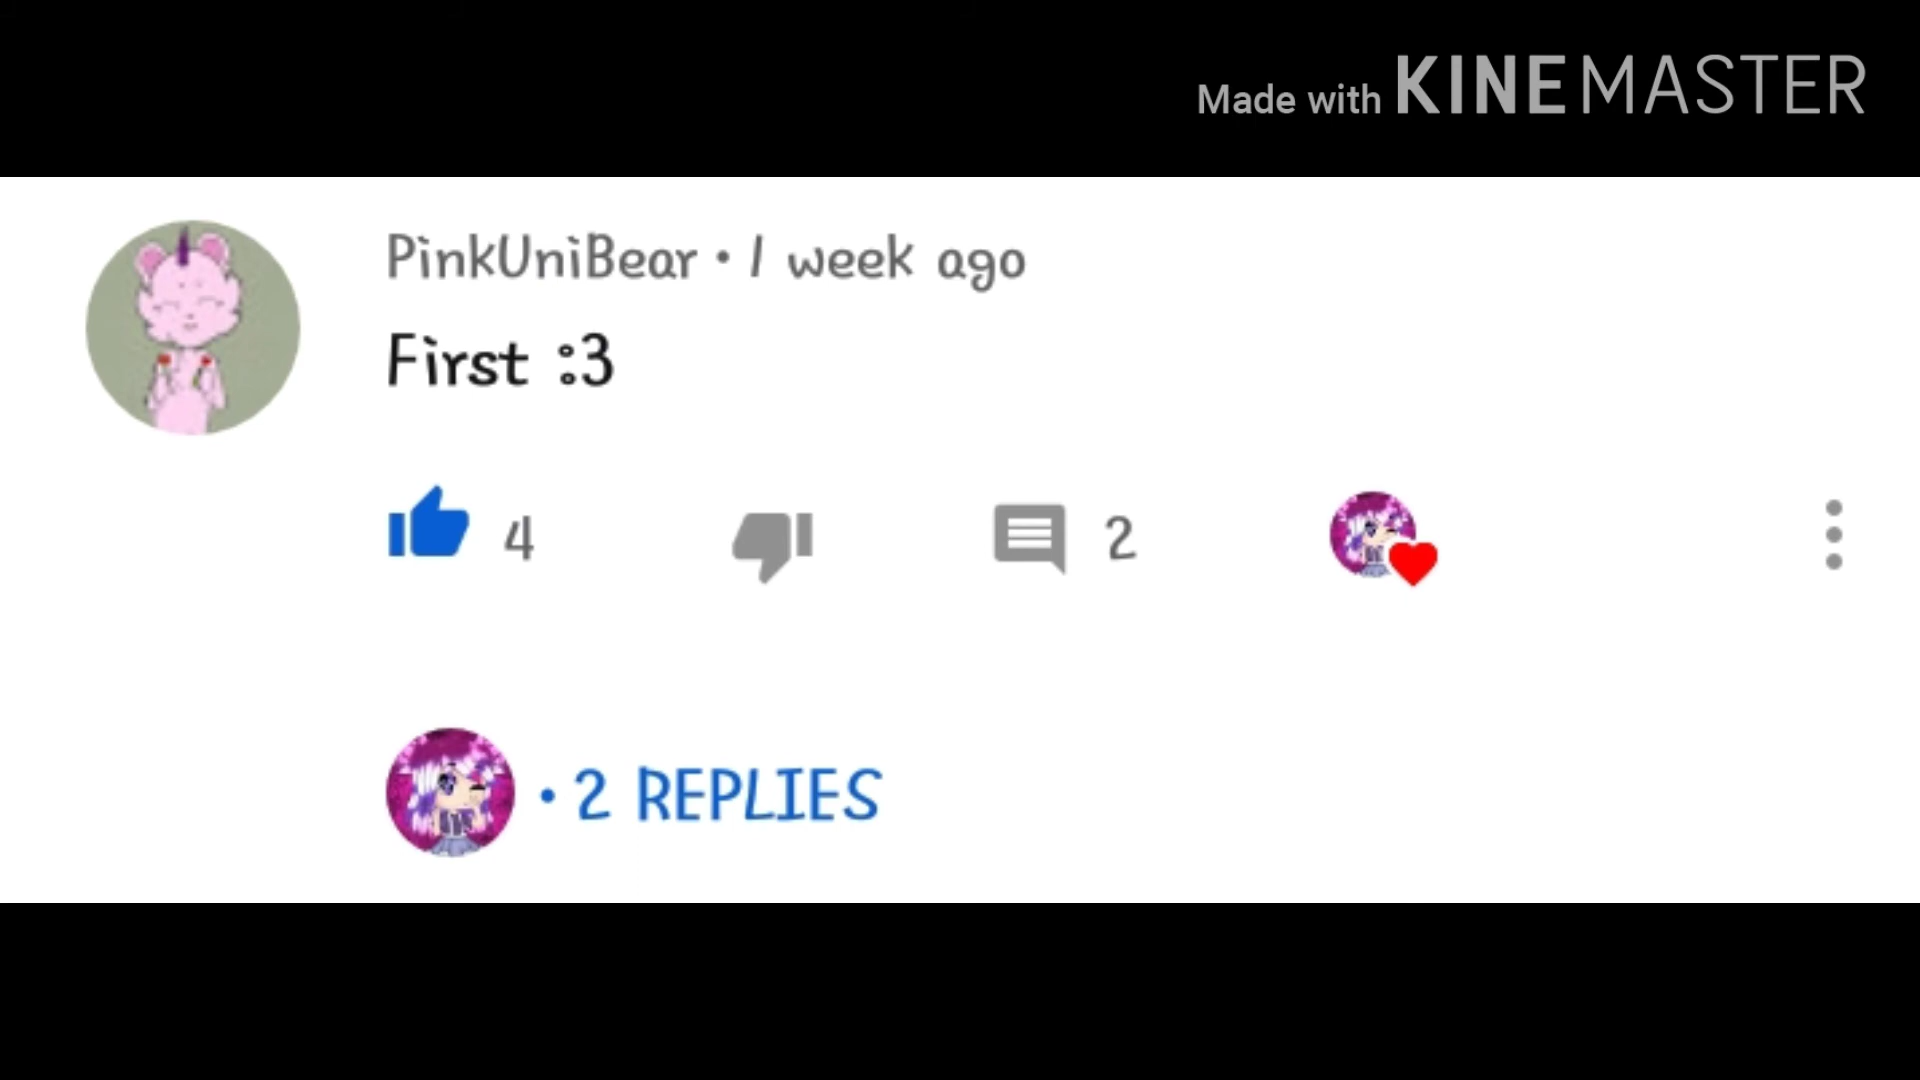 Made with KINEMASTER
PinkUniBear • 1 week ago
First :3
4
2
• 2 REPLIES